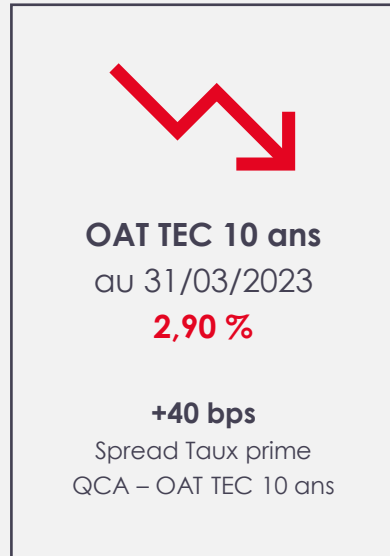 OAT TEC 10 ans
au 31/03/2023
2,90 %
+40 bps
Spread Taux prime
QCA – OAT TEC 10 ans